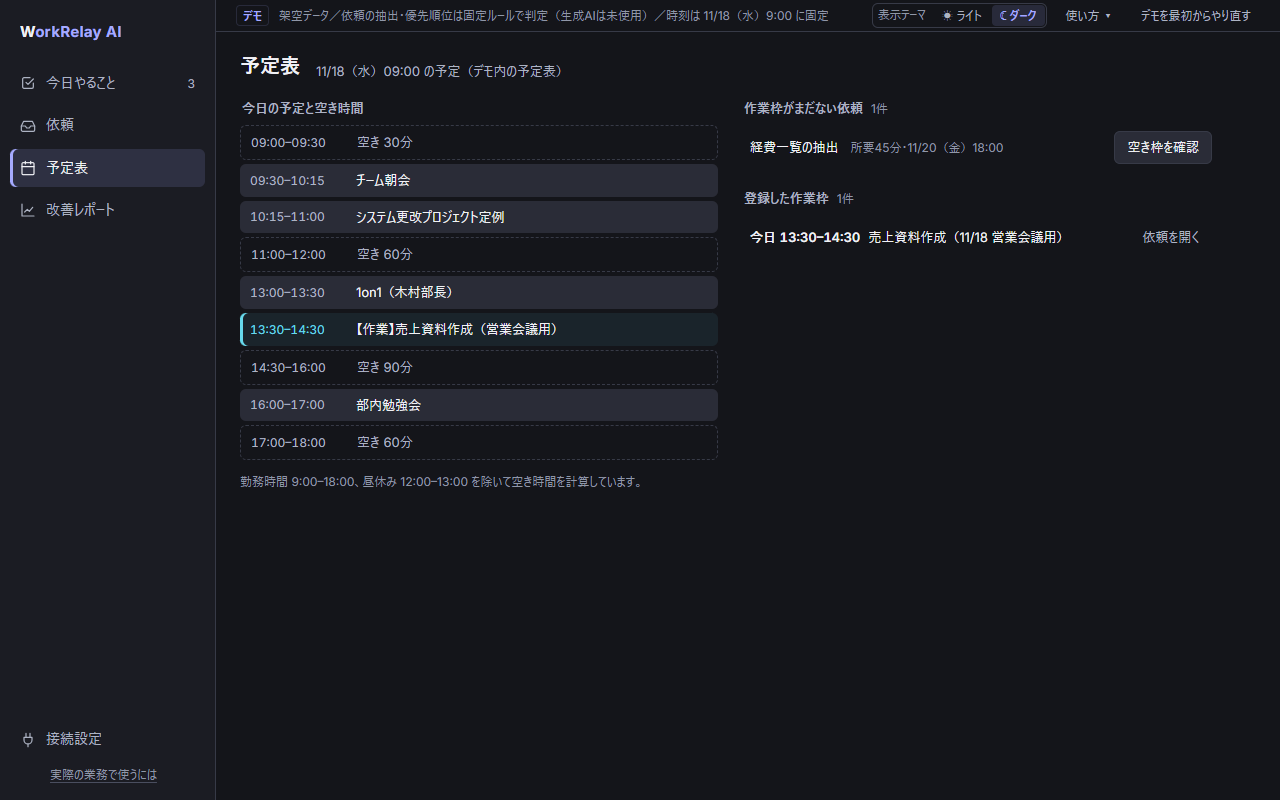 WorkRelay AI
今日やること 3
依頼
予定表
改善レポート
接続設定
実際の業務で使うには
デモ 架空データ／依頼の抽出・優先順位は固定ルールで判定（生成AIは未使用）／時刻は 11/18（水）9:00 に固定
表示テーマ ☀ ライト ☾ ダーク 使い方 ▾ デモを最初からやり直す
予定表 11/18（水）09:00 の予定（デモ内の予定表）
今日の予定と空き時間
09:00–09:30 空き 30分
09:30–10:15 チーム朝会
10:15–11:00 システム更改プロジェクト定例
11:00–12:00 空き 60分
13:00–13:30 1on1（木村部長）
13:30–14:30 【作業】売上資料作成（営業会議用）
14:30–16:00 空き 90分
16:00–17:00 部内勉強会
17:00–18:00 空き 60分
勤務時間 9:00–18:00、昼休み 12:00–13:00 を除いて空き時間を計算しています。
作業枠がまだない依頼 1件
経費一覧の抽出 所要45分・11/20（金）18:00 空き枠を確認
登録した作業枠 1件
今日 13:30–14:30 売上資料作成（11/18 営業会議用） 依頼を開く